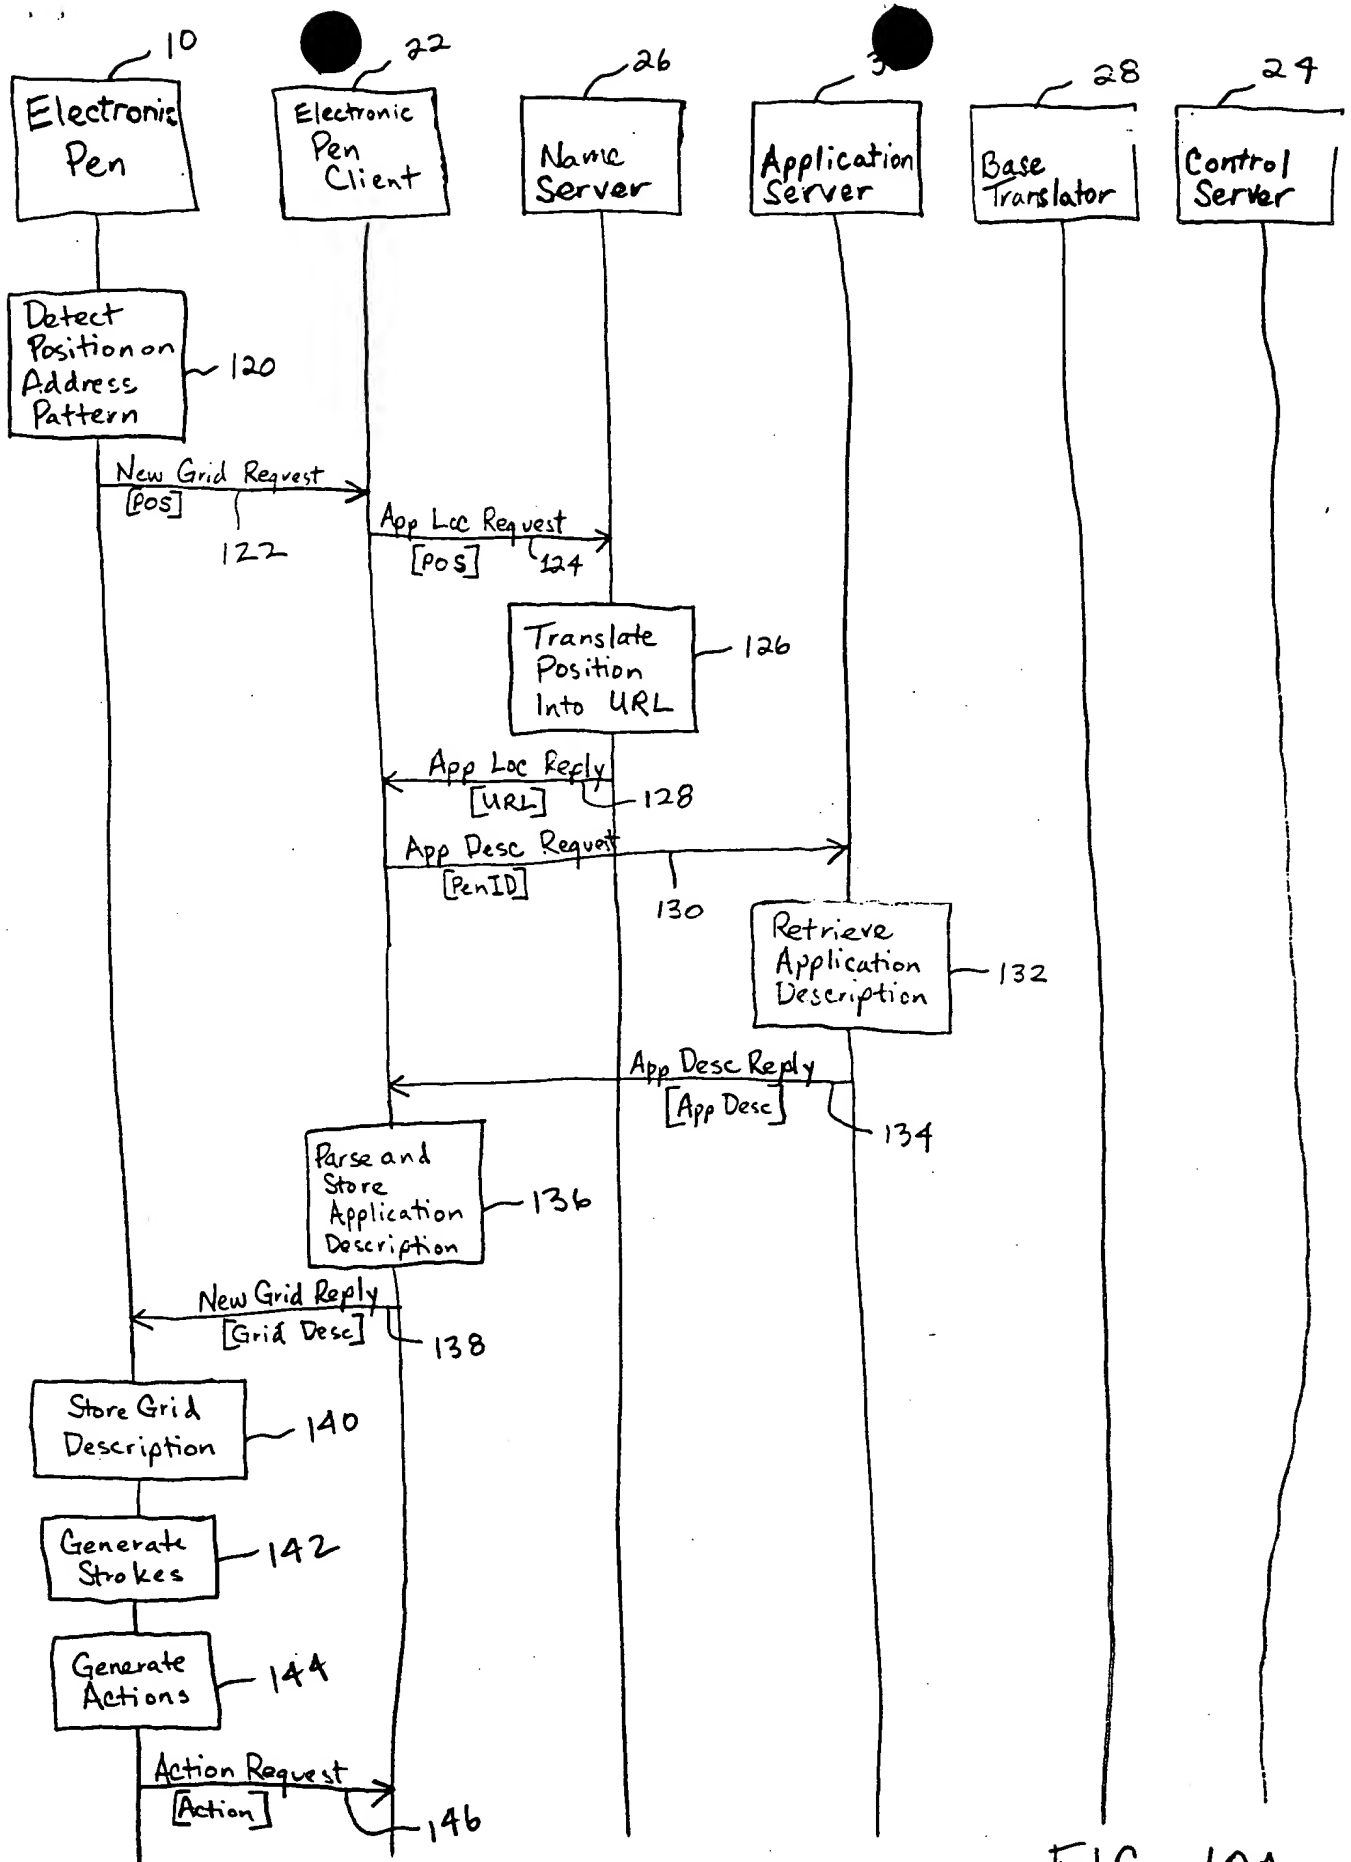 10
22
26
3
28
24
Electronic
Pen
Electronic
Pen
Client
Name
Server
Application
Server
Base
Translator
Control
Server
Detect
Position on
Address
Pattern
120
New Grid Request
[POS]
122
App Loc Request
[POS]
124
Translate
Position
Into URL
126
App Loc Reply
[URL]
128
App Desc Request
[PenID]
130
Retrieve
Application
Description
132
App Desc Reply
[App Desc]
134
Parse and
Store
Application
Description
136
New Grid Reply
[Grid Desc]
138
Store Grid
Description
140
Generate
Strokes
142
Generate
Actions
144
Action Request
[Action]
146
FIG. 10A